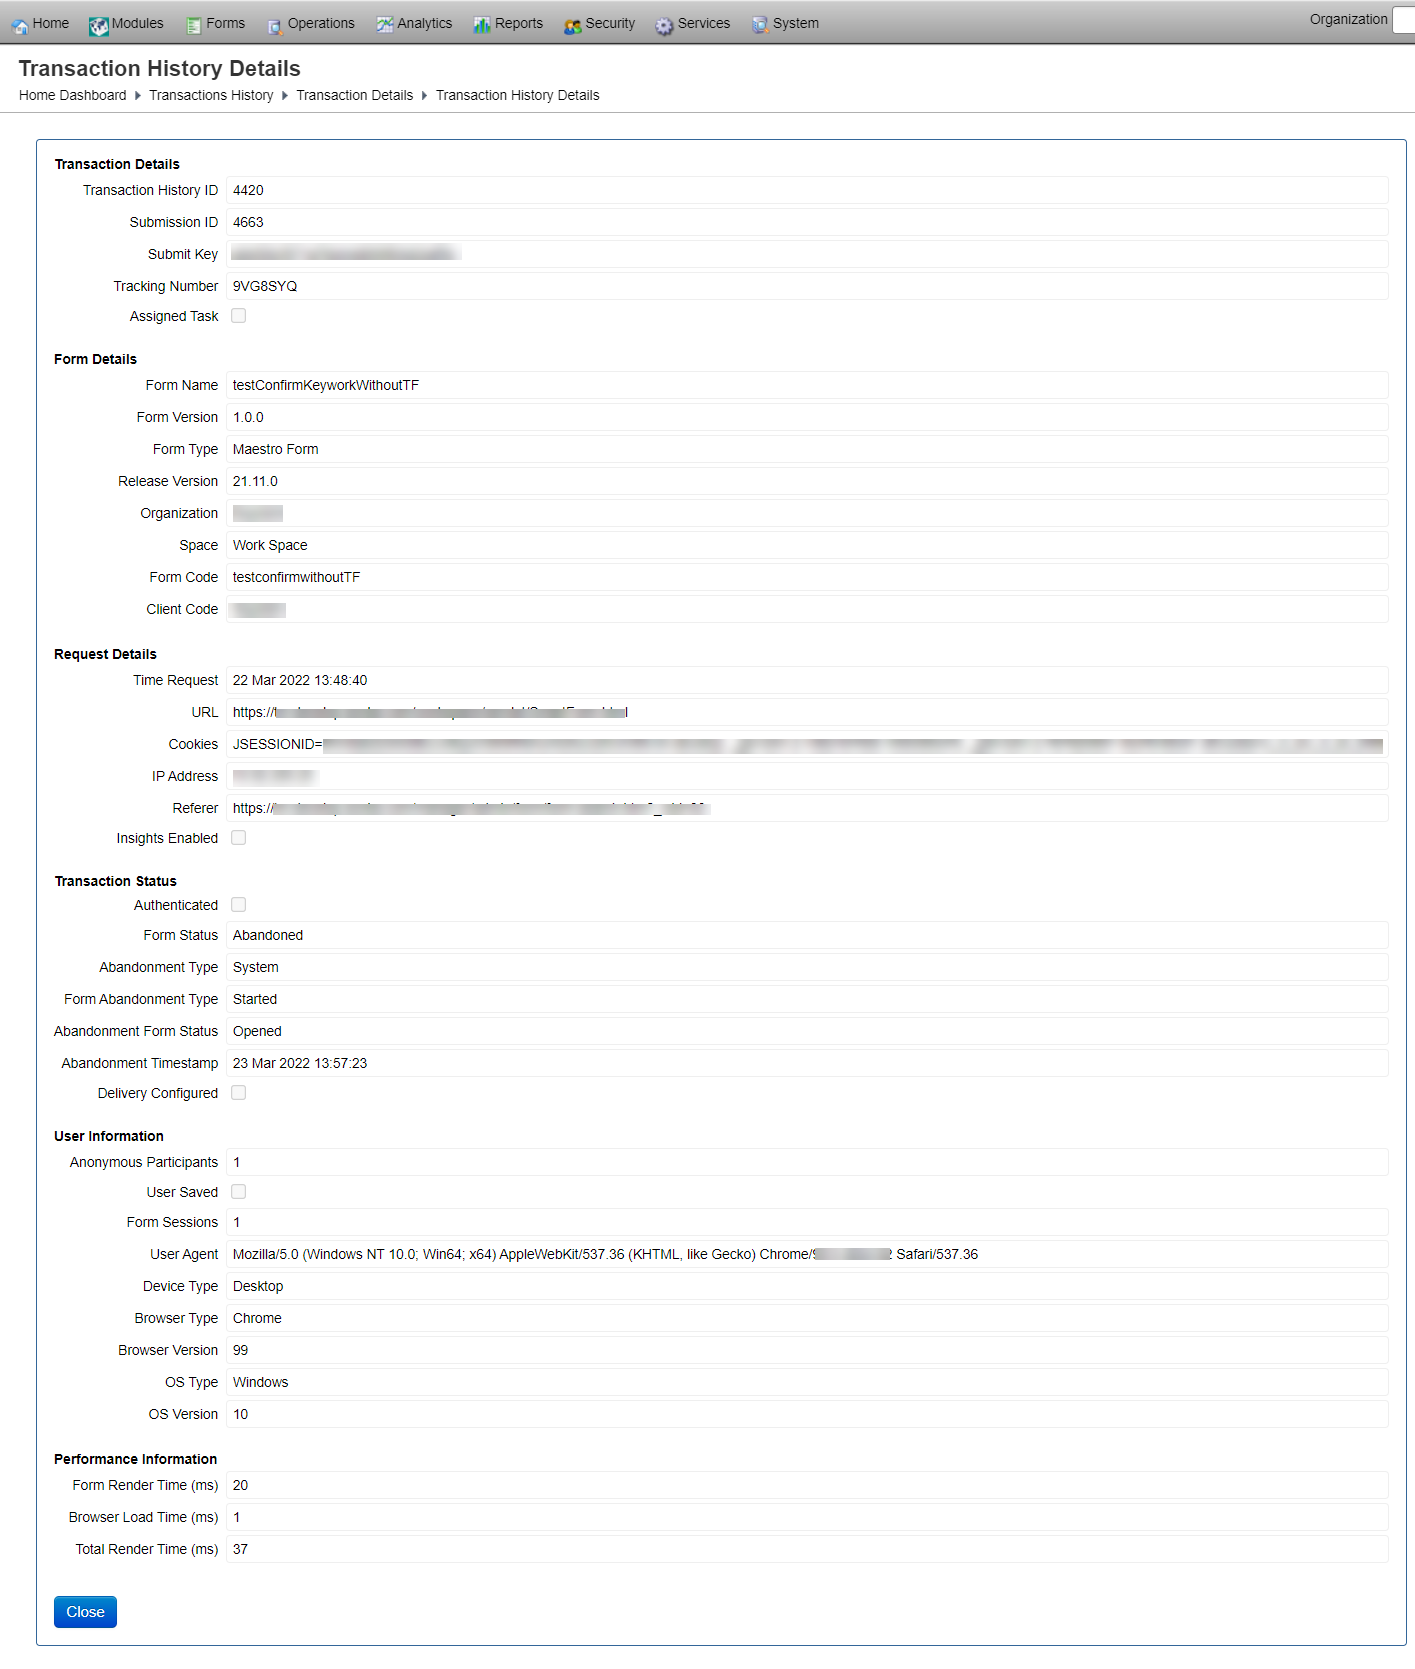 Home Modules Forms Operations Analytics Reports Security Services System Organization
Transaction History Details
Home Dashboard Transactions History Transaction Details Transaction History Details
Transaction Details
Transaction History ID 4420
Submission ID 4663
Submit Key
Tracking Number 9VG8SYQ
Assigned Task
Form Details
Form Name testConfirmKeyworkWithoutTF
Form Version 1.0.0
Form Type Maestro Form
Release Version 21.11.0
Organization
Space Work Space
Form Code testconfirmwithoutTF
Client Code
Request Details
Time Request 22 Mar 2022 13:48:40
URL https://
Cookies JSESSIONID=
IP Address
Referer https://
Insights Enabled
Transaction Status
Authenticated
Form Status Abandoned
Abandonment Type System
Form Abandonment Type Started
Abandonment Form Status Opened
Abandonment Timestamp 23 Mar 2022 13:57:23
Delivery Configured
User Information
Anonymous Participants 1
User Saved
Form Sessions 1
User Agent Mozilla/5.0 (Windows NT 10.0; Win64; x64) AppleWebKit/537.36 (KHTML, like Gecko) Chrome/ Safari/537.36
Device Type Desktop
Browser Type Chrome
Browser Version 99
OS Type Windows
OS Version 10
Performance Information
Form Render Time (ms) 20
Browser Load Time (ms) 1
Total Render Time (ms) 37
Close